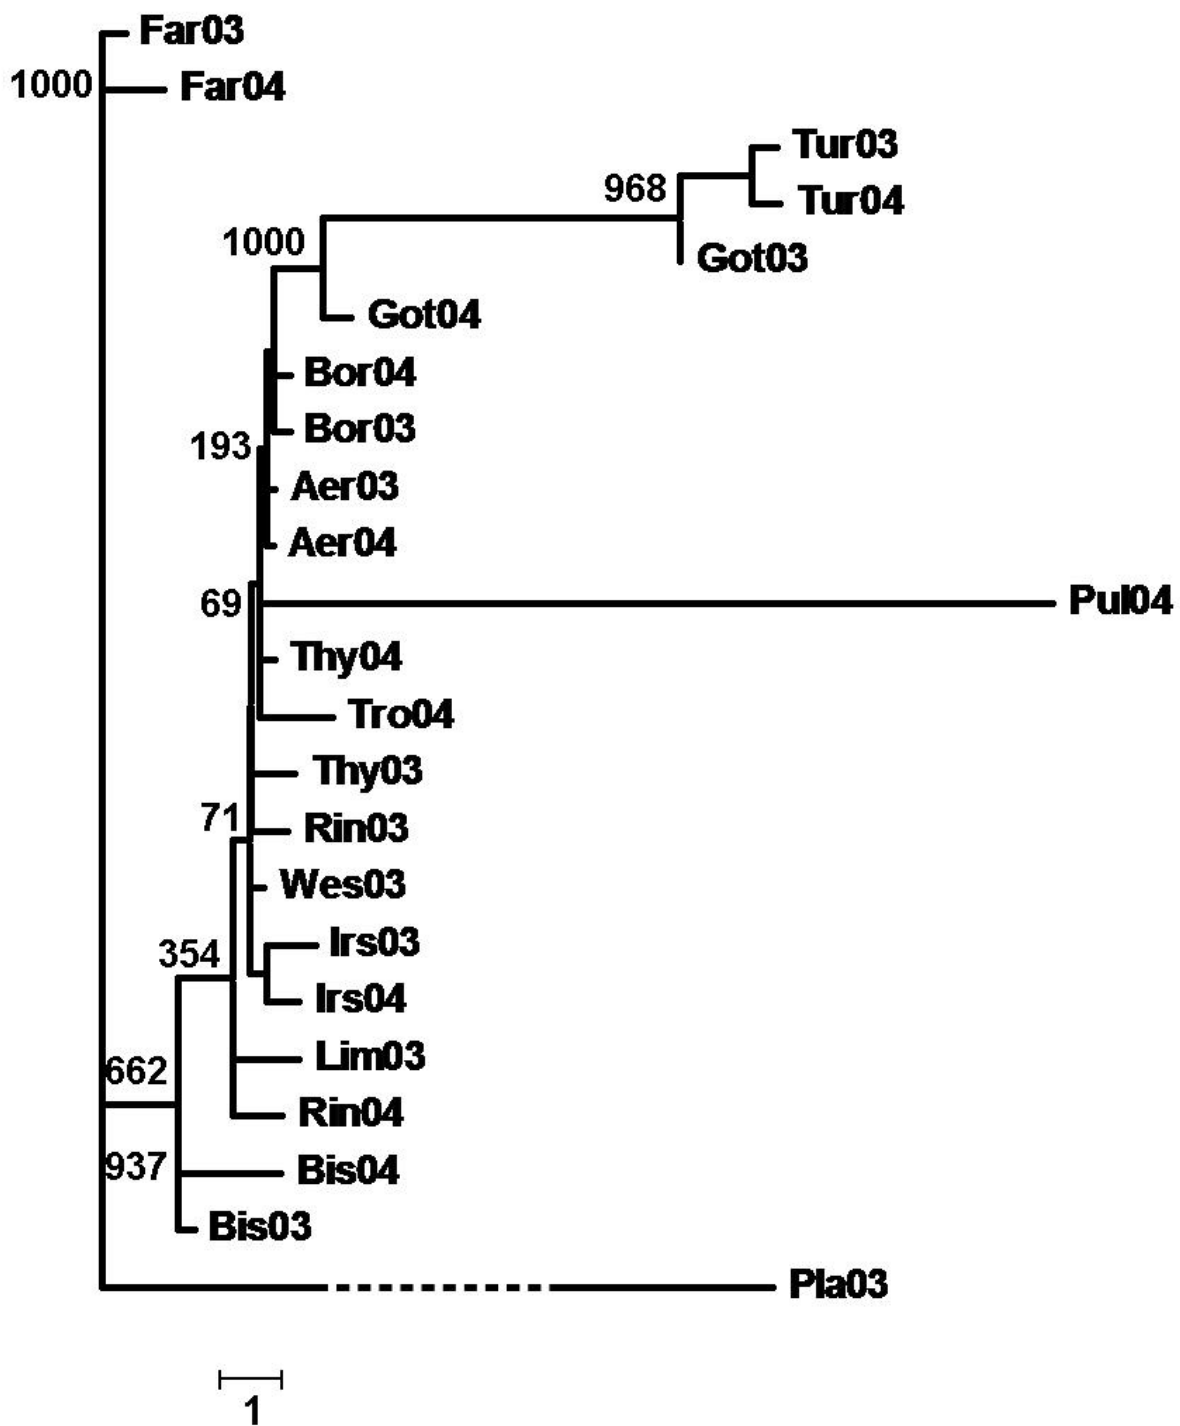 Far03
1000
Far04
Tur03
968
Tur04
1000
Got03
Got04
Bor04
Bor03
193
Aer03
Aer04
69
Pul04
Thy04
Tro04
Thy03
71
Rin03
Wes03
Irs03
354
Irs04
Lim03
662
Rin04
937
Bis04
Bis03
Pla03
1